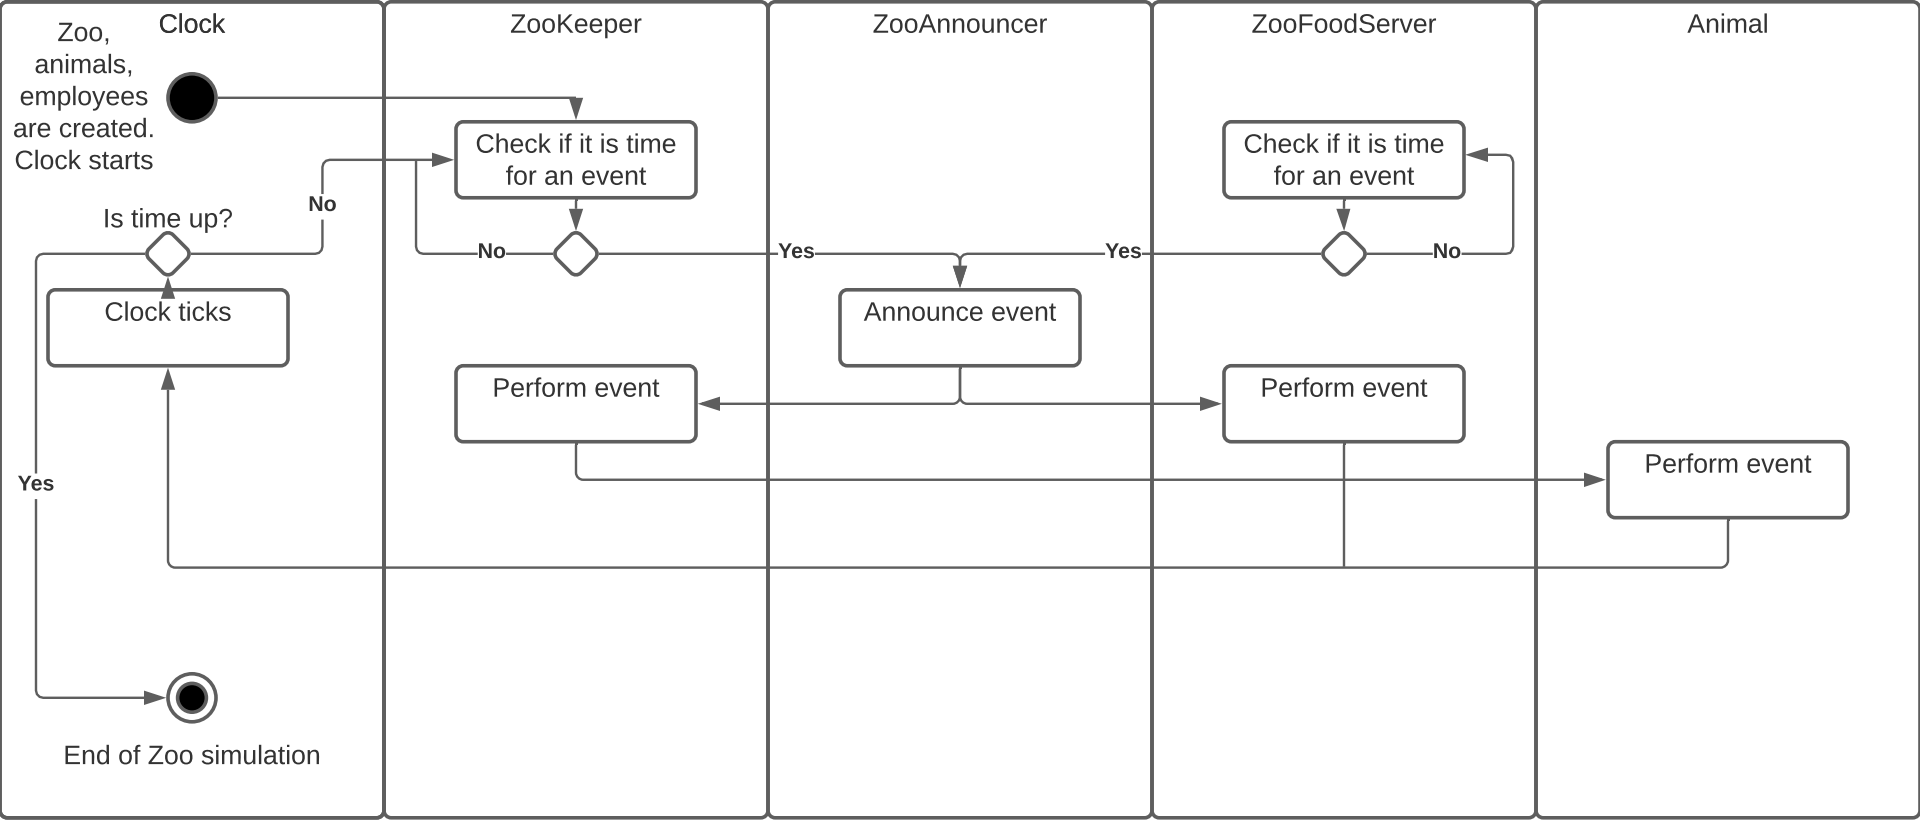 Clock
Zoo,
animals,
employees
are created.
Clock starts
Is time up?
No
Clock ticks
Yes
End of Zoo simulation
ZooKeeper
Check if it is time
for an event
No
Yes
Perform event
ZooAnnouncer
Announce event
Yes
ZooFoodServer
Check if it is time
for an event
No
Perform event
Animal
Perform event